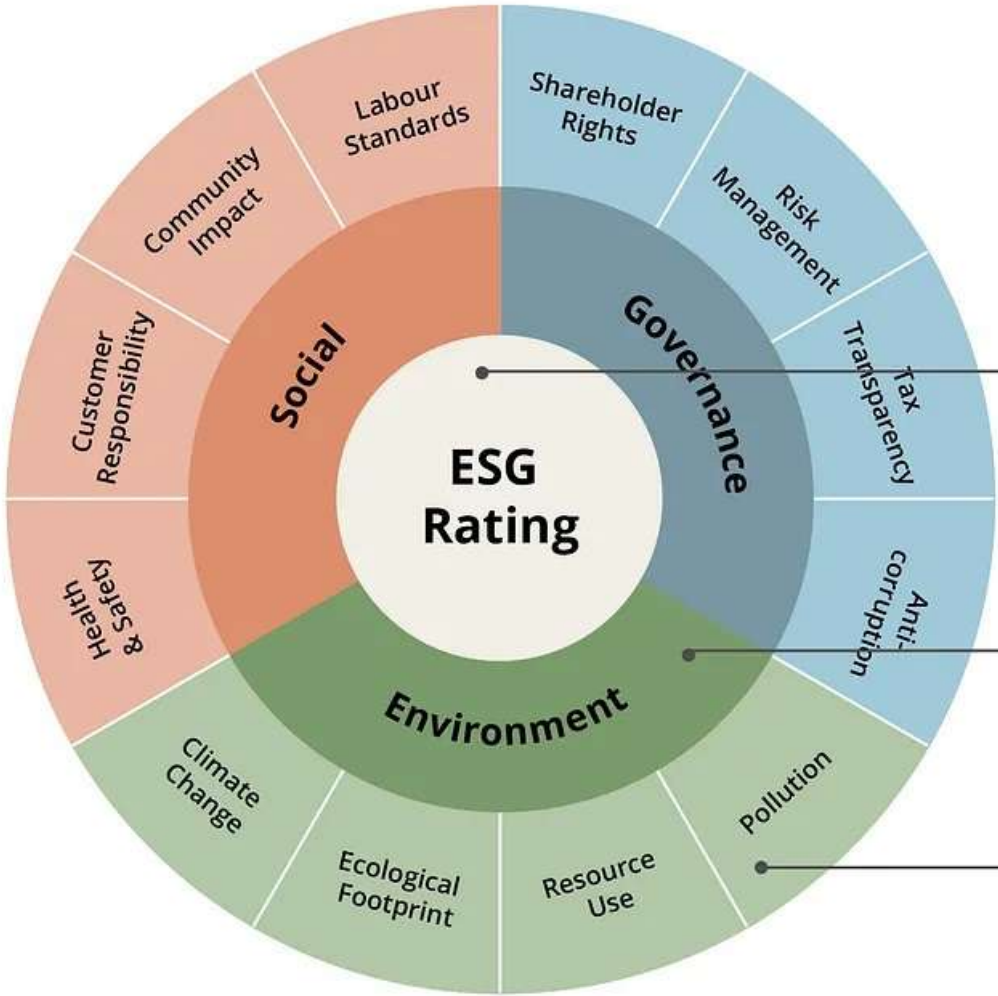 Labour
Standards
Shareholder
Rights
Community
Impact
Risk
Management
Customer
Responsibility
Social
Governance
Tax
Transparency
ESG
Rating
Health
& Safety
Anti-
corruption
Environment
Climate
Change
Pollution
Ecological
Footprint
Resource
Use